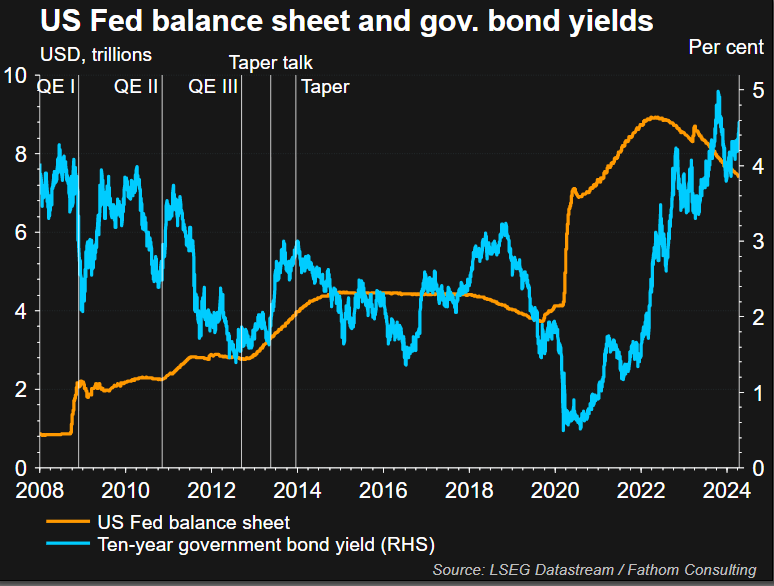 US Fed balance sheet and gov. bond yields
USD, trillions
Per cent
Taper talk
QE I
QE II
QE III
Taper
10
8
6
4
2
0
5
4
3
2
1
0
2008 2010 2012 2014 2016 2018 2020 2022 2024
US Fed balance sheet
Ten-year government bond yield (RHS)
Source: LSEG Datastream / Fathom Consulting